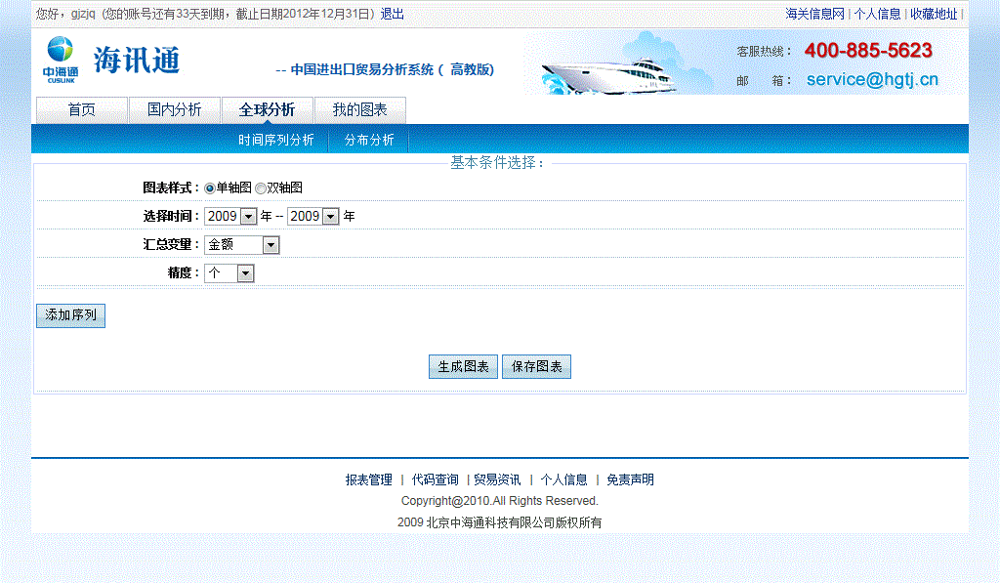 您好，gjzjq  (您的账号还有33天到期，截止日期2012年12月31日)  退出
海关信息网 | 个人信息 | 收藏地址 |
中海通
CUSLINK
海讯通
-- 中国进出口贸易分析系统 ( 高教版)
客服热线： 400-885-5623
邮 箱： service@hgtj.cn
首页 国内分析 全球分析 我的图表
时间序列分析 分布分析
基本条件选择：
图表样式： 单轴图 双轴图
选择时间： 2009 年 -- 2009 年
汇总变量： 金额
精度： 个
添加序列
生成图表 保存图表
报表管理 | 代码查询 | 贸易资讯 | 个人信息 | 免责声明
Copyright@2010.All Rights Reserved.
2009 北京中海通科技有限公司版权所有